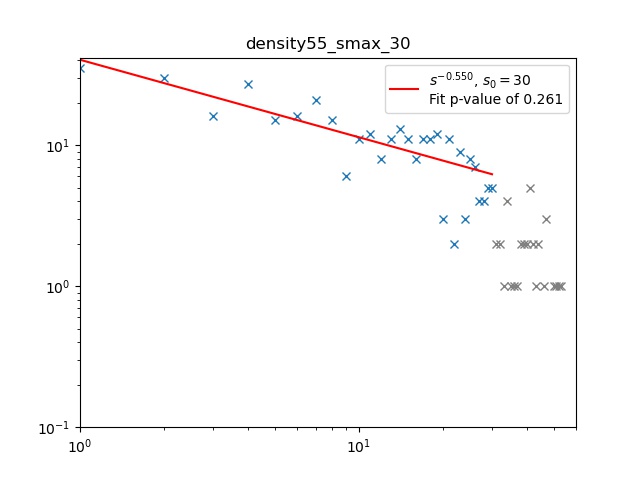 density55_smax_30
s^{-0.550}, s_0 = 30
Fit p-value of 0.261
10^1
10^0
10^{-1}
10^0
10^1